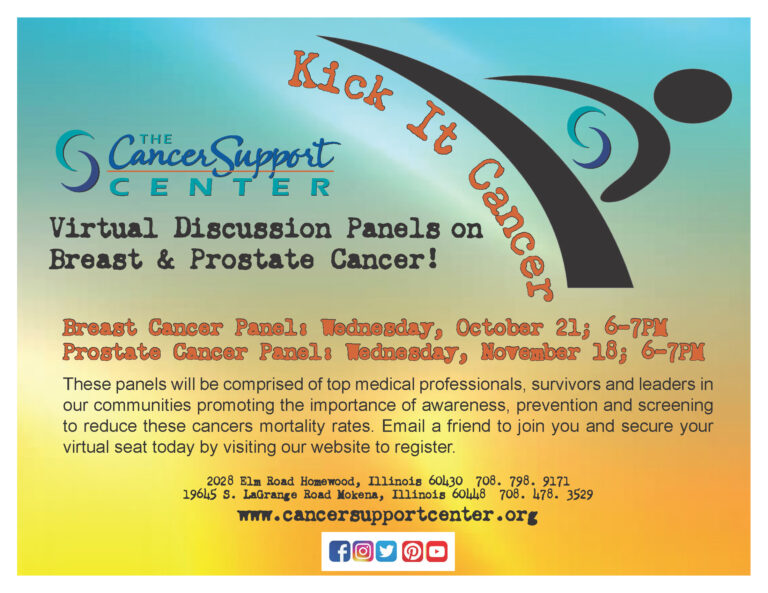 Kick It Cancer
THE
Cancer Support
CENTER
Virtual Discussion Panels on
Breast & Prostate Cancer!
Breast Cancer Panel: Wednesday, October 21; 6-7PM
Prostate Cancer Panel: Wednesday, November 18; 6-7PM
These panels will be comprised of top medical professionals, survivors and leaders in
our communities promoting the importance of awareness, prevention and screening
to reduce these cancers mortality rates. Email a friend to join you and secure your
virtual seat today by visiting our website to register.
2028 Elm Road Homewood, Illinois 60430 708. 798. 9171
19645 S. LaGrange Road Mokena, Illinois 60448 708. 478. 3529
www.cancersupportcenter.org